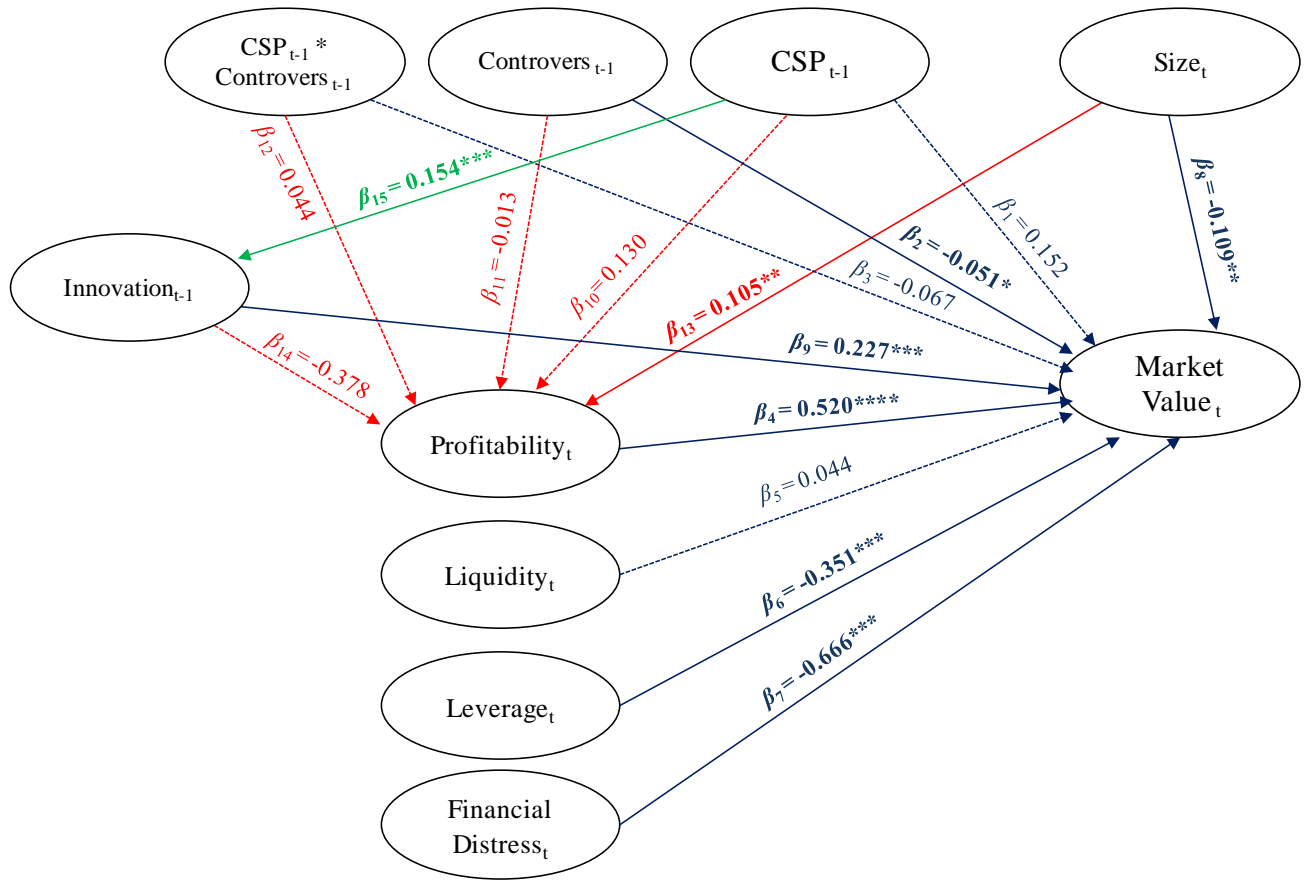 CSP t-1 *
Controvers t-1
Controvers t-1
CSP t-1
Size t
β12 = 0.044
β15 = 0.154***
β11 = -0.013
β10 = 0.130
β13 = 0.105**
β2 = -0.051*
β3 = -0.067
β1 = 0.152
β8 = -0.109**
Innovation t-1
β14 = -0.378
β9 = 0.227***
Market
Value t
β4 = 0.520****
Profitability t
β5 = 0.044
Liquidity t
β6 = -0.351***
Leverage t
β7 = -0.666***
Financial
Distress t